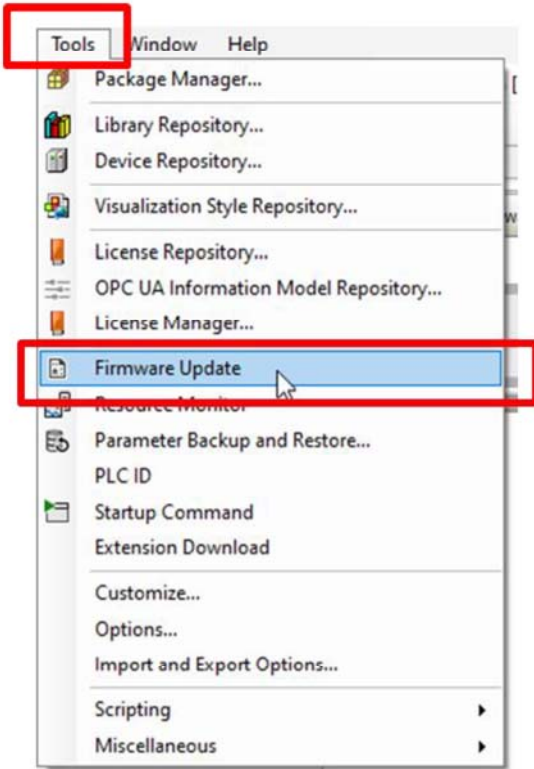 Tools Window Help
Package Manager...
[
Library Repository...
Device Repository...
Visualization Style Repository...
w
License Repository...
OPC UA Information Model Repository...
License Manager...
Firmware Update
Resource Monitor
Parameter Backup and Restore...
PLC ID
Startup Command
Extension Download
Customize...
Options...
Import and Export Options...
Scripting
Miscellaneous